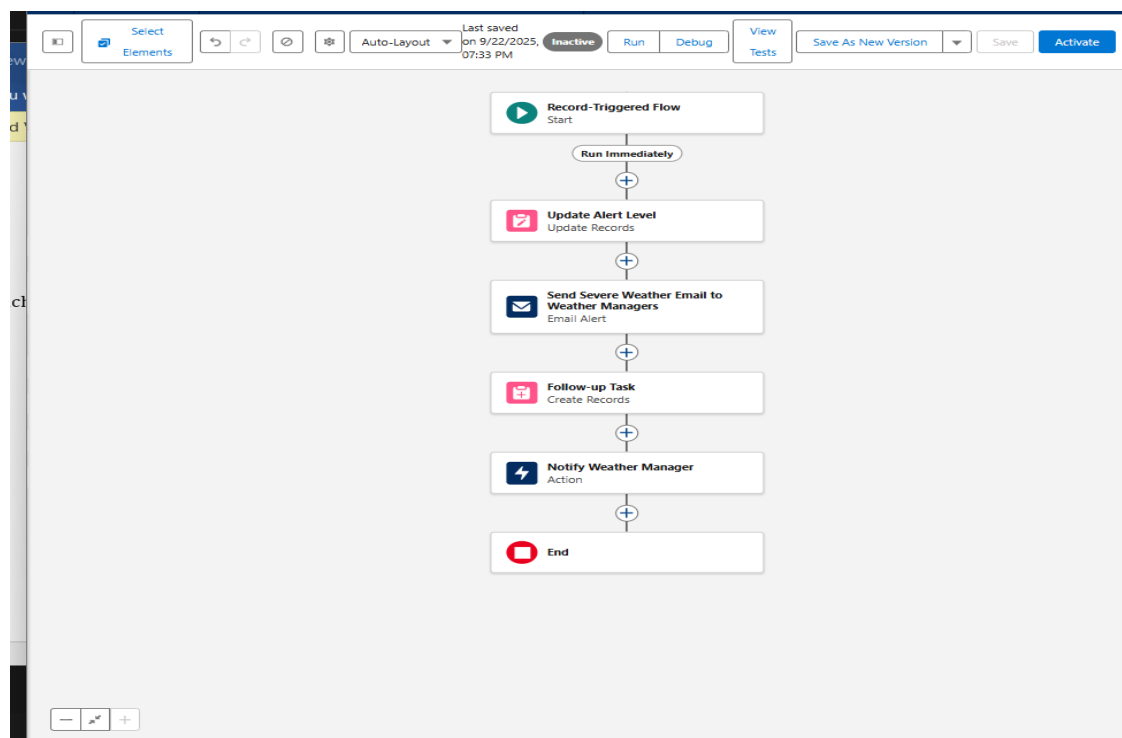 Select
Elements
Auto-Layout
Last saved
on 9/22/2025,
07:33 PM
Inactive
Run
Debug
View
Tests
Save As New Version
Save
Activate
ew
u v
d
ch
Record-Triggered Flow
Start
Run Immediately
Update Alert Level
Update Records
Send Severe Weather Email to
Weather Managers
Email Alert
Follow-up Task
Create Records
Notify Weather Manager
Action
End